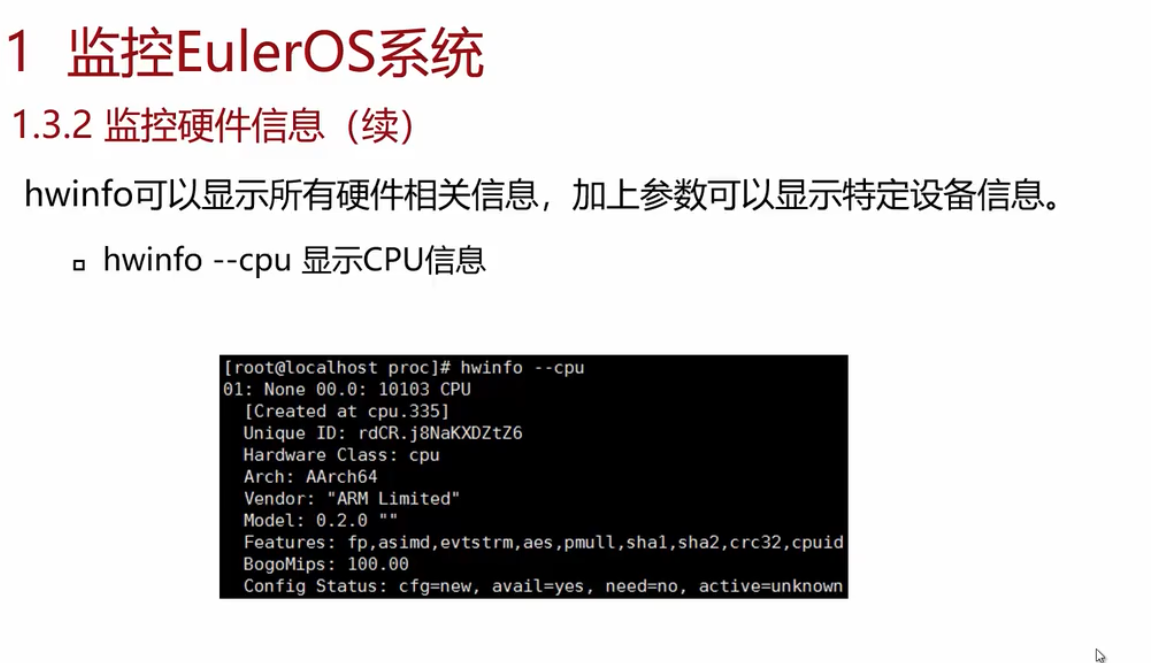 1 监控EulerOS系统
1.3.2 监控硬件信息（续）
hwinfo可以显示所有硬件相关信息，加上参数可以显示特定设备信息。
hwinfo --cpu 显示CPU信息
[root@localhost proc]# hwinfo --cpu
01: None 00.0: 10103 CPU
[Created at cpu.335]
Unique ID: rdCR.j8NaKXDZtZ6
Hardware Class: cpu
Arch: AArch64
Vendor: "ARM Limited"
Model: 0.2.0 ""
Features: fp,asimd,evtstrm,aes,pmull,sha1,sha2,crc32,cpuid
BogoMips: 100.00
Config Status: cfg=new, avail=yes, need=no, active=unknown